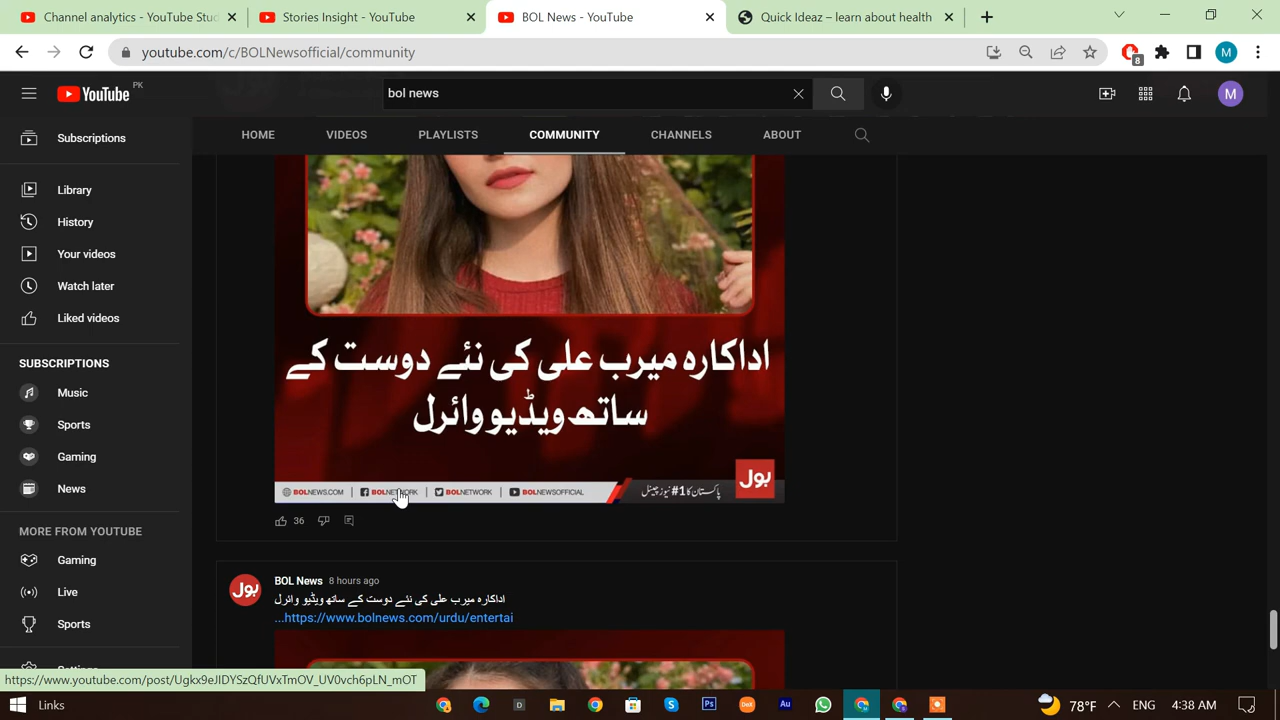 Channel analytics - YouTube Stu
Stories Insight - YouTube
BOL News - YouTube
Quick Ideaz – learn about health
youtube.com/c/BOLNewsofficial/community
8
M
YouTube PK
bol news
M
HOME
VIDEOS
PLAYLISTS
COMMUNITY
CHANNELS
ABOUT
Subscriptions
Library
History
Your videos
Watch later
Liked videos
SUBSCRIPTIONS
Music
Sports
Gaming
News
MORE FROM YOUTUBE
Gaming
Live
Sports
Settings
اداکارہ میرب علی کی نئے دوست کے
ساتھ ویڈیو وائرل
بول
BOLNEWS.COM | BOLNETWORK | BOLNETWORK | BOLNEWSOFFICIAL
پاکستان کا #1 نیوز چینل
36
بول
BOL News 8 hours ago
اداکارہ میرب علی کی نئے دوست کے ساتھ ویڈیو وائرل
...https://www.bolnews.com/urdu/entertai
https://www.youtube.com/post/Ugkx9eJIDYSzQfUVxTmOV_UV0vch6pLN_mOT
Links
78°F
ENG
4:38 AM